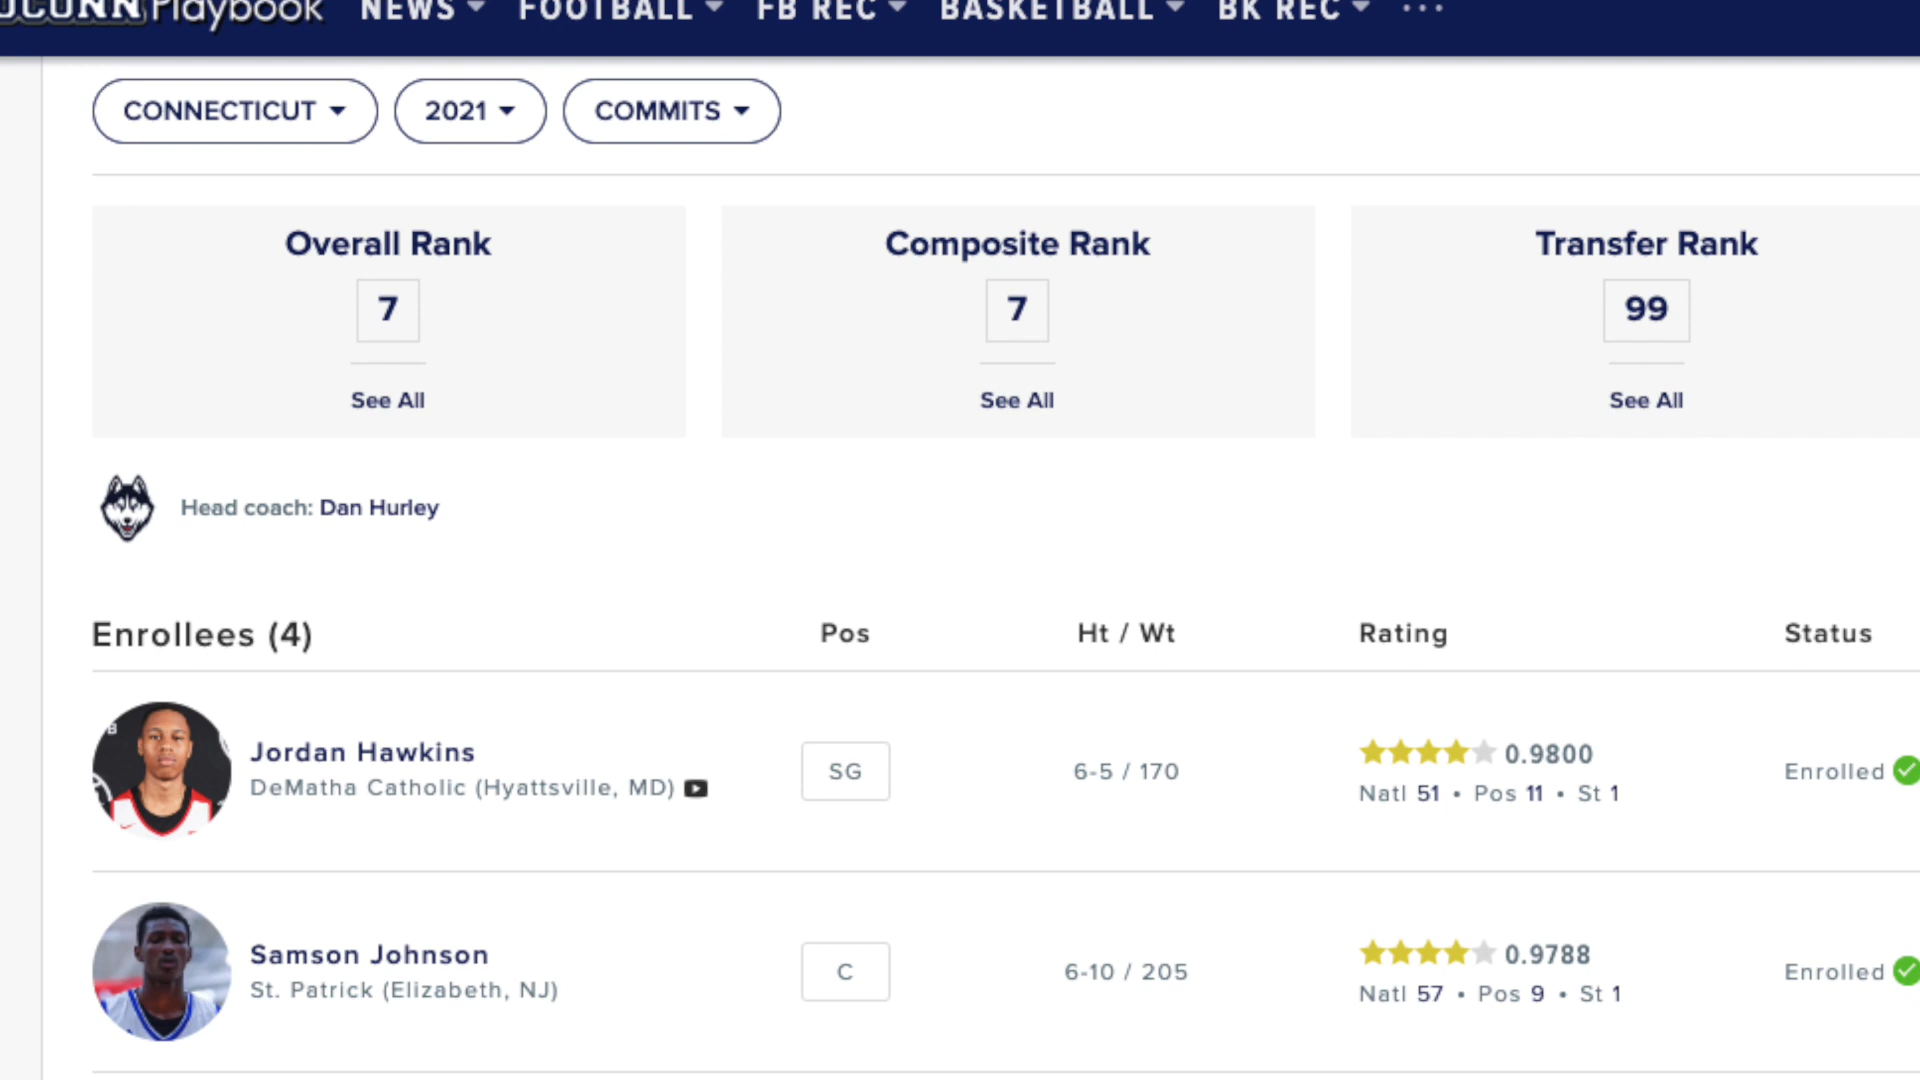 UCONN Playbook NEWS FOOTBALL FB REC BASKETBALL BK REC ...
CONNECTICUT 2021 COMMITS
Overall Rank Composite Rank Transfer Rank
7 7 99
See All See All See All
Head coach: Dan Hurley
Enrollees (4) Pos Ht / Wt Rating Status
Jordan Hawkins
DeMatha Catholic (Hyattsville, MD)
SG 6-5 / 170
0.9800
Natl 51 • Pos 11 • St 1
Enrolled
Samson Johnson
St. Patrick (Elizabeth, NJ)
C 6-10 / 205
0.9788
Natl 57 • Pos 9 • St 1
Enrolled